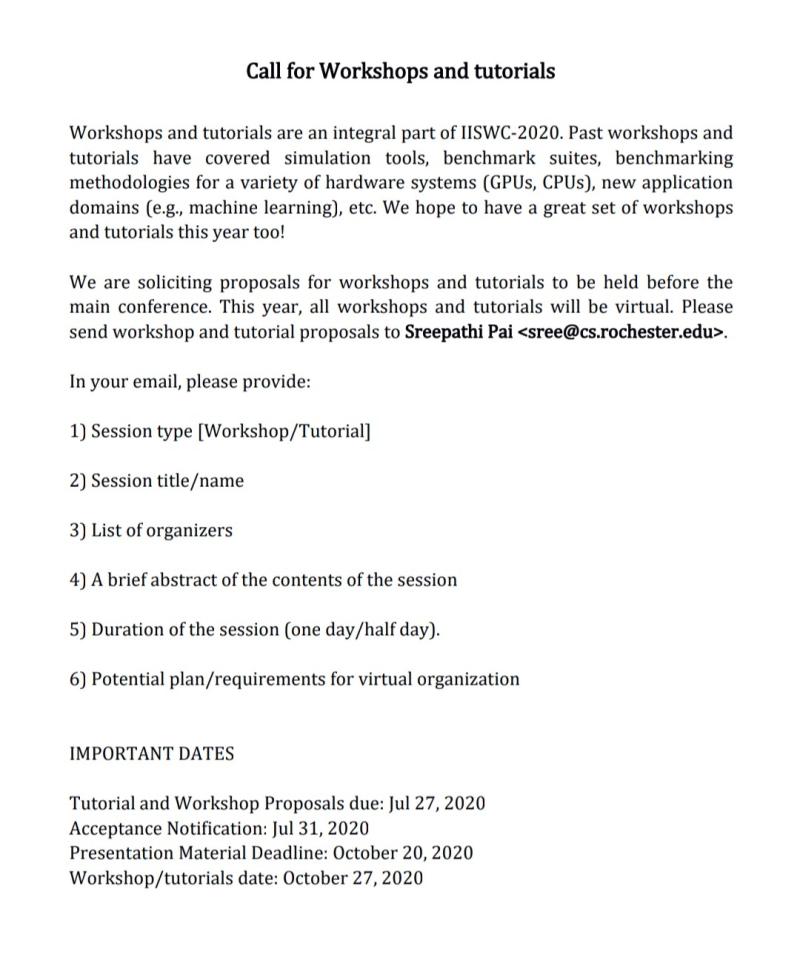 Call for Workshops and tutorials
Workshops and tutorials are an integral part of IISWC-2020. Past workshops and
tutorials have covered simulation tools, benchmark suites, benchmarking
methodologies for a variety of hardware systems (GPUs, CPUs), new application
domains (e.g., machine learning), etc. We hope to have a great set of workshops
and tutorials this year too!
We are soliciting proposals for workshops and tutorials to be held before the
main conference. This year, all workshops and tutorials will be virtual. Please
send workshop and tutorial proposals to Sreepathi Pai <sree@cs.rochester.edu>.
In your email, please provide:
1) Session type [Workshop/Tutorial]
2) Session title/name
3) List of organizers
4) A brief abstract of the contents of the session
5) Duration of the session (one day/half day).
6) Potential plan/requirements for virtual organization
IMPORTANT DATES
Tutorial and Workshop Proposals due: Jul 27, 2020
Acceptance Notification: Jul 31, 2020
Presentation Material Deadline: October 20, 2020
Workshop/tutorials date: October 27, 2020